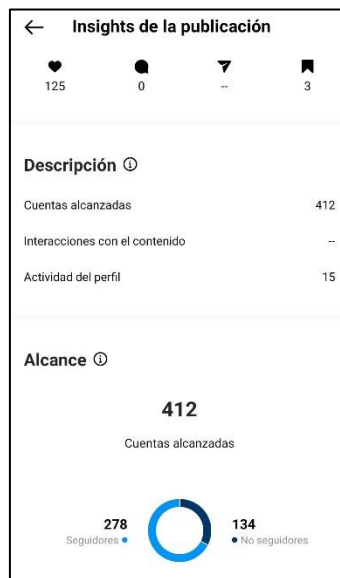 Insights de la publicación
125 0 -- 3
Descripción
Cuentas alcanzadas 412
Interacciones con el contenido --
Actividad del perfil 15
Alcance
412
Cuentas alcanzadas
278 134
Seguidores No seguidores